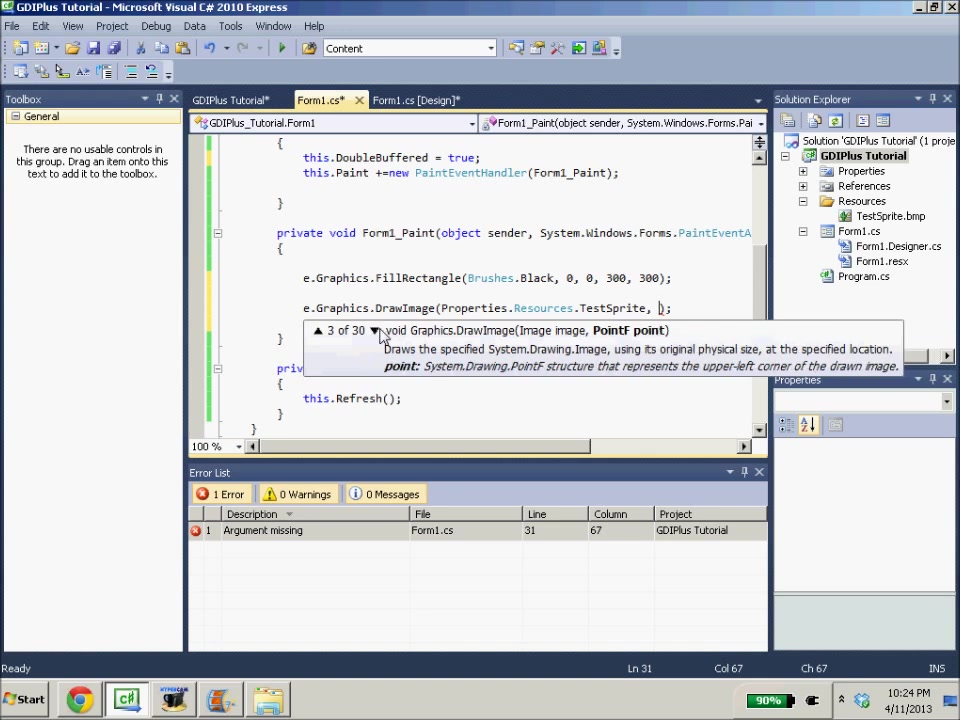 GDIPlus Tutorial - Microsoft Visual C# 2010 Express
File Edit View Project Debug Data Tools Window Help
Content
Toolbox
General
There are no usable controls in
this group. Drag an item onto this
text to add it to the toolbox.
GDIPlus Tutorial* Form1.cs* Form1.cs [Design]*
GDIPlus_Tutorial.Form1 Form1_Paint(object sender, System.Windows.Forms.Pai
{
this.DoubleBuffered = true;
this.Paint +=new PaintEventHandler(Form1_Paint);
}
private void Form1_Paint(object sender, System.Windows.Forms.PaintEventA
{
e.Graphics.FillRectangle(Brushes.Black, 0, 0, 300, 300);
e.Graphics.DrawImage(Properties.Resources.TestSprite, );
}
3 of 30 void Graphics.DrawImage(Image image, PointF point)
Draws the specified System.Drawing.Image, using its original physical size, at the specified location.
point: System.Drawing.PointF structure that represents the upper-left corner of the drawn image.
priv
{
this.Refresh();
}
}
100 %
Solution Explorer
Solution 'GDIPlus Tutorial' (1 proje
GDIPlus Tutorial
Properties
References
Resources
TestSprite.bmp
Form1.cs
Form1.Designer.cs
Form1.resx
Program.cs
Properties
Error List
1 Error 0 Warnings 0 Messages
Description File Line Column Project
1 Argument missing Form1.cs 31 67 GDIPlus Tutorial
Ready Ln 31 Col 67 Ch 67 INS
Start C# HYPERCAM 90% 10:24 PM
4/11/2013